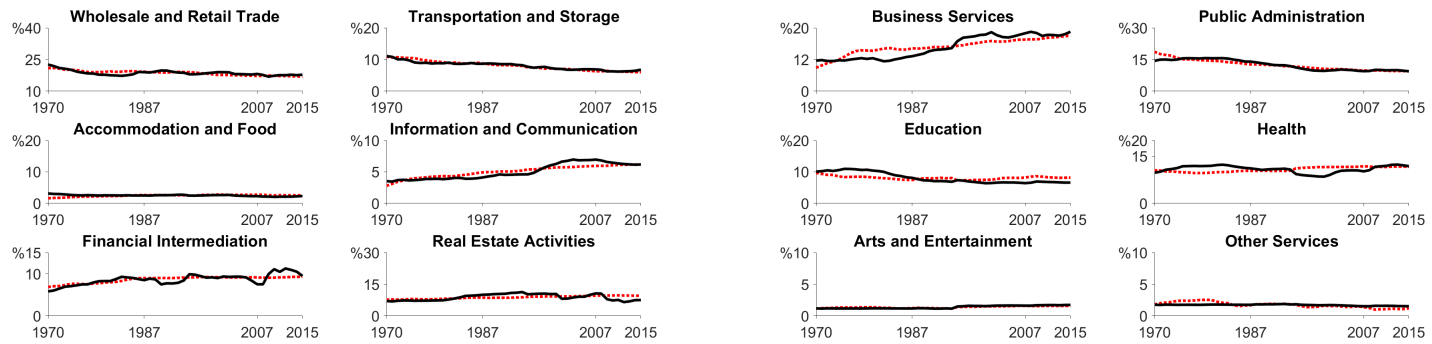 Wholesale and Retail Trade
%40
25
10
1970 1987 2007 2015
Transportation and Storage
%20
10
0
1970 1987 2007 2015
Business Services
%20
10
0
1970 1987 2007 2015
Public Administration
%30
15
0
1970 1987 2007 2015
Accommodation and Food
%20
10
0
1970 1987 2007 2015
Information and Communication
%10
5
0
1970 1987 2007 2015
Education
%20
10
0
1970 1987 2007 2015
Health
%20
15
0
1970 1987 2007 2015
Financial Intermediation
%15
10
0
1970 1987 2007 2015
Real Estate Activities
%30
15
0
1970 1987 2007 2015
Arts and Entertainment
%10
5
0
1970 1987 2007 2015
Other Services
%10
5
0
1970 1987 2007 2015